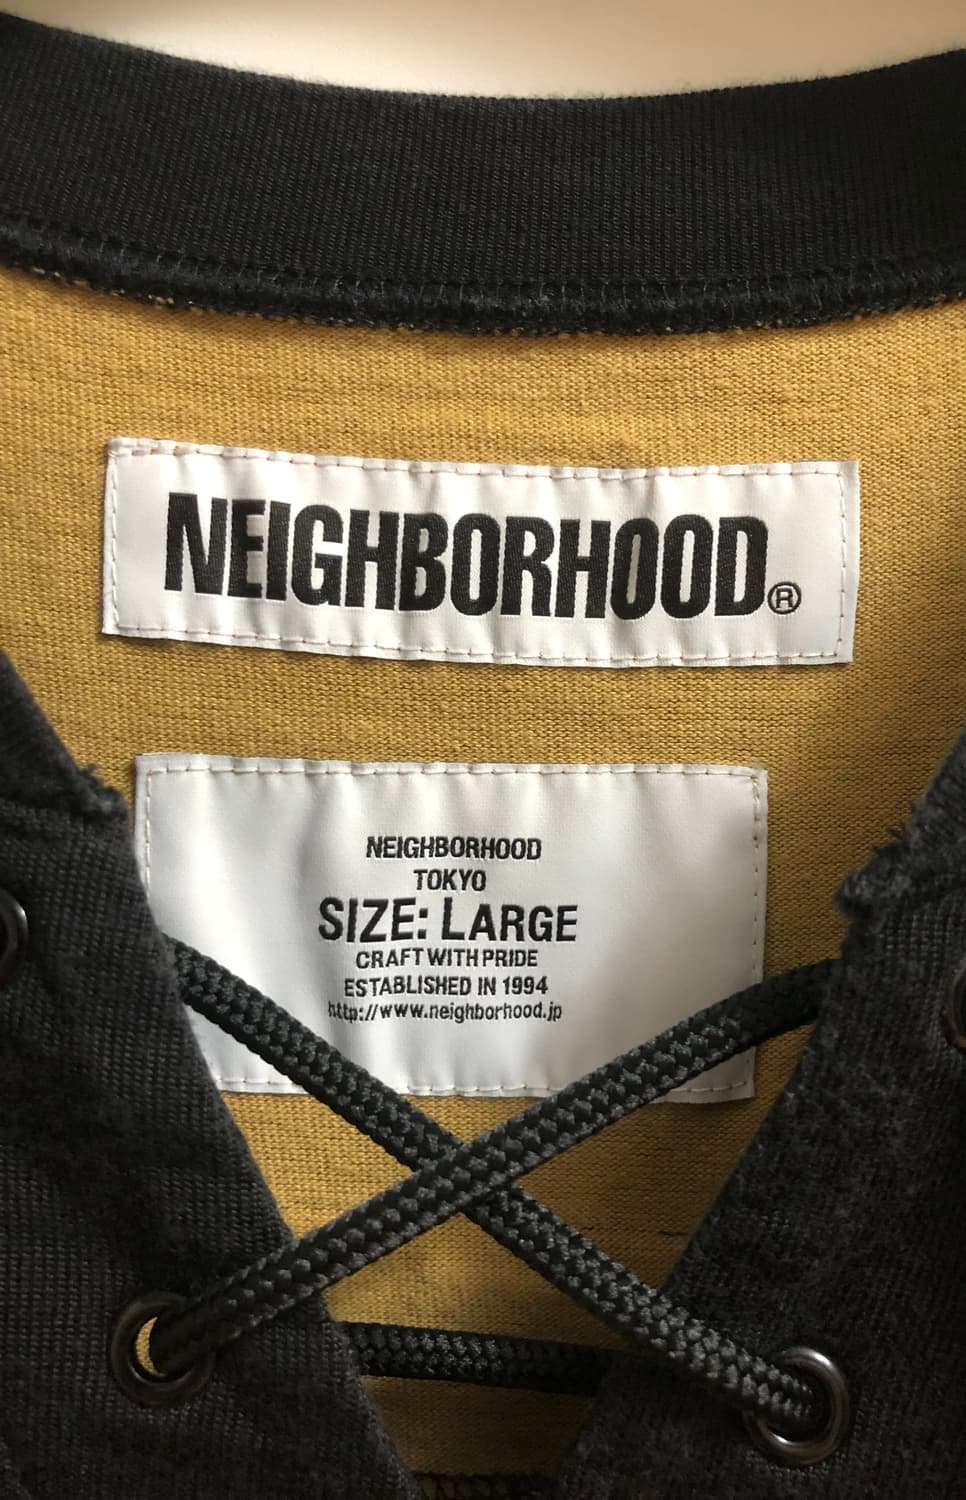 NEIGHBORHOOD®
NEIGHBORHOOD
TOKYO
SIZE: LARGE
CRAFT WITH PRIDE
ESTABLISHED IN 1994
http://www.neighborhood.jp